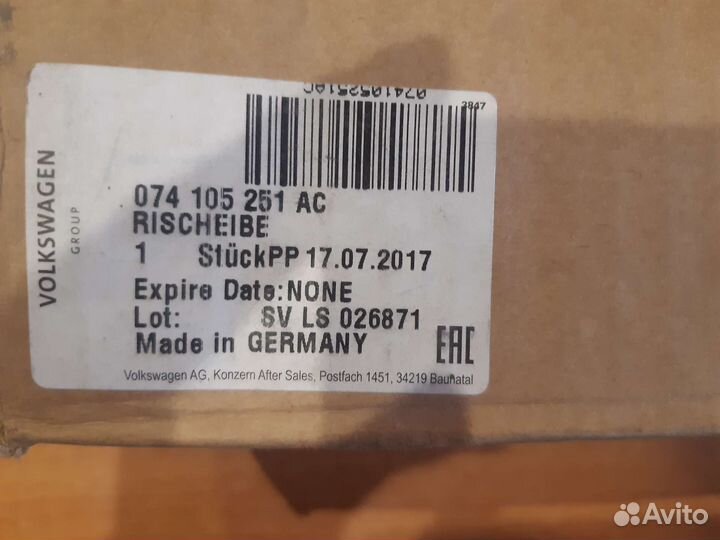 VOLKSWAGEN
GROUP
074105251AC
3847
074 105 251 AC
RISCHEIBE
1 StückPP 17.07.2017
Expire Date:NONE
Lot: SV LS 026871
Made in GERMANY
EAC
Volkswagen AG, Konzern After Sales, Postfach 1451, 34219 Baunatal
Avito